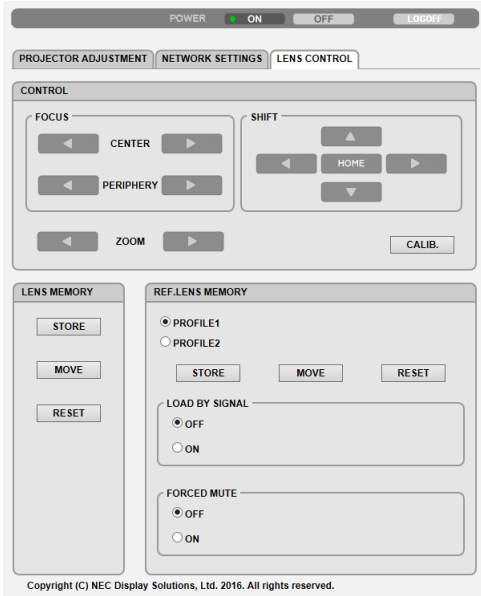 POWER ON OFF LOGOFF
PROJECTOR ADJUSTMENT NETWORK SETTINGS LENS CONTROL
CONTROL
FOCUS
CENTER
PERIPHERY
ZOOM
SHIFT
HOME
CALIB.
LENS MEMORY
STORE
MOVE
RESET
REF.LENS MEMORY
PROFILE1
PROFILE2
STORE MOVE RESET
LOAD BY SIGNAL
OFF
ON
FORCED MUTE
OFF
ON
Copyright (C) NEC Display Solutions, Ltd. 2016. All rights reserved.